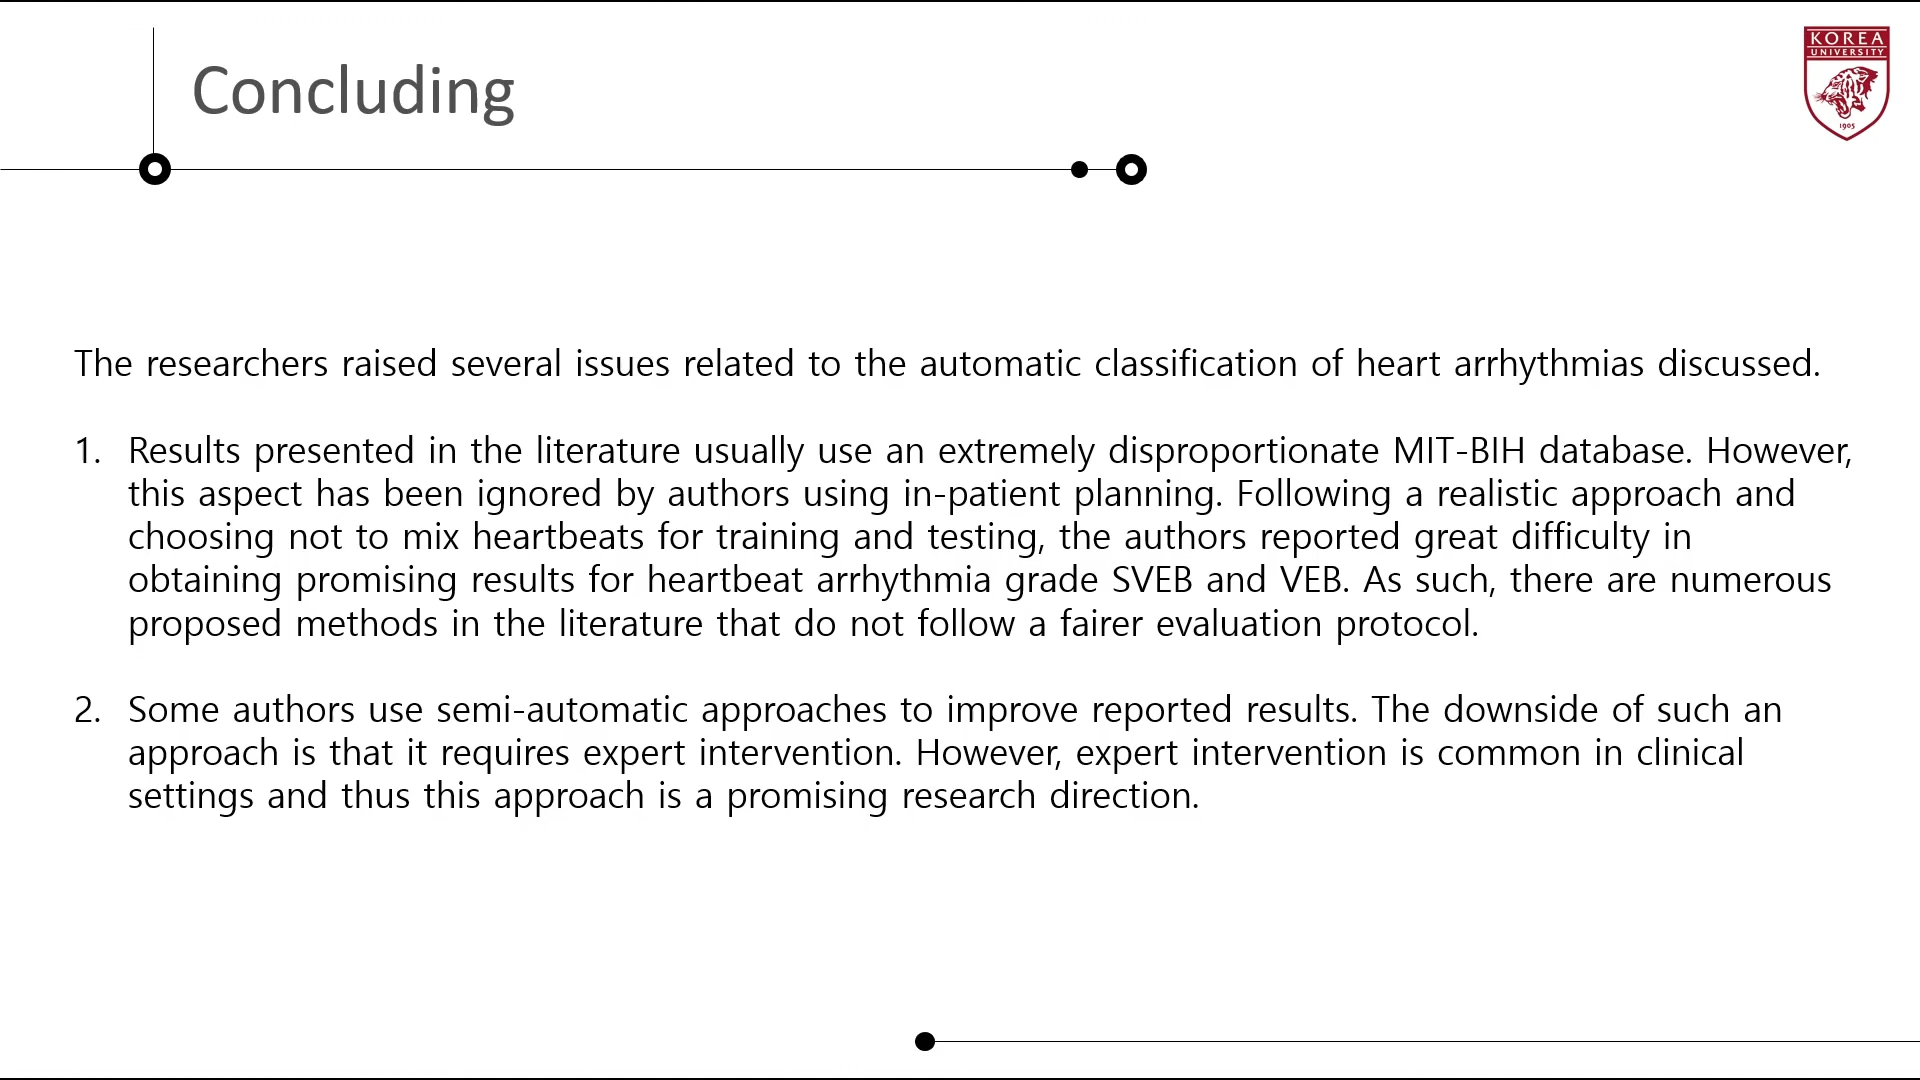 Concluding
KOREA
UNIVERSITY
1905
The researchers raised several issues related to the automatic classification of heart arrhythmias discussed.
1. Results presented in the literature usually use an extremely disproportionate MIT-BIH database. However,
this aspect has been ignored by authors using in-patient planning. Following a realistic approach and
choosing not to mix heartbeats for training and testing, the authors reported great difficulty in
obtaining promising results for heartbeat arrhythmia grade SVEB and VEB. As such, there are numerous
proposed methods in the literature that do not follow a fairer evaluation protocol.
2. Some authors use semi-automatic approaches to improve reported results. The downside of such an
approach is that it requires expert intervention. However, expert intervention is common in clinical
settings and thus this approach is a promising research direction.